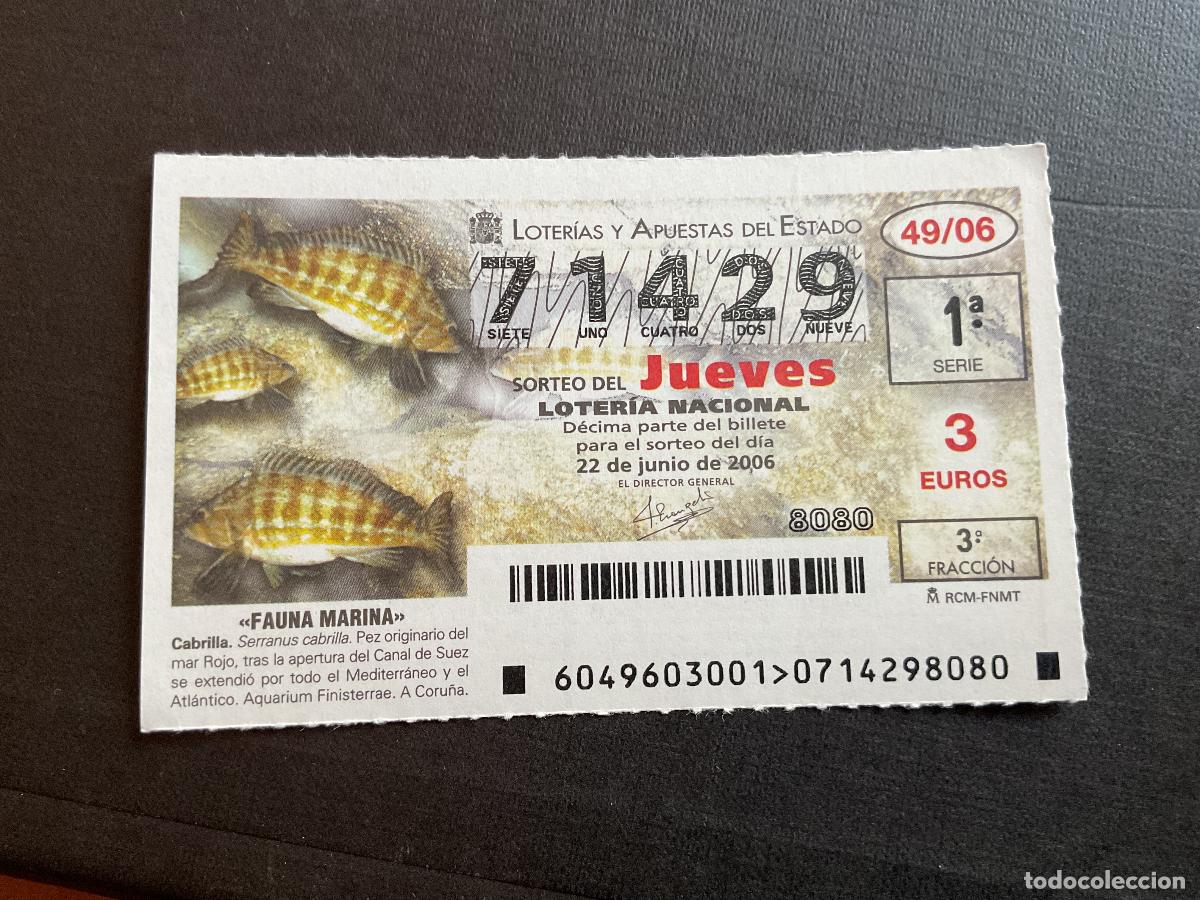 LOTERÍAS Y APUESTAS DEL ESTADO
49/06
71429
SIETE UNO CUATRO DOS NUEVE
1ª
SERIE
SORTEO DEL Jueves
LOTERÍA NACIONAL
Décima parte del billete
para el sorteo del día
22 de junio de 2006
EL DIRECTOR GENERAL
3
EUROS
8080
3ª
FRACCIÓN
RCM-FNMT
«FAUNA MARINA»
Cabrilla. Serranus cabrilla. Pez originario del
mar Rojo, tras la apertura del Canal de Suez
se extendió por todo el Mediterráneo y el
Atlántico. Aquarium Finisterrae. A Coruña.
6049603001>0714298080
todocoleccion